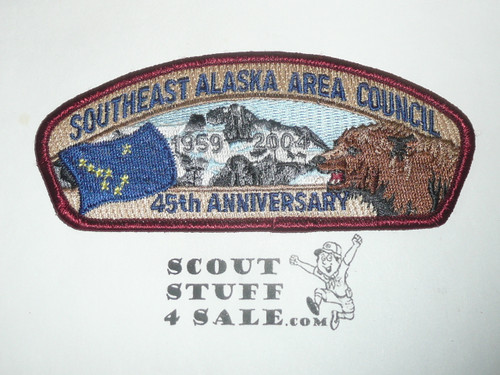 SOUTHEAST ALASKA AREA COUNCIL
1959 2004
45th ANNIVERSARY
SCOUT
STUFF
4 SALE.com